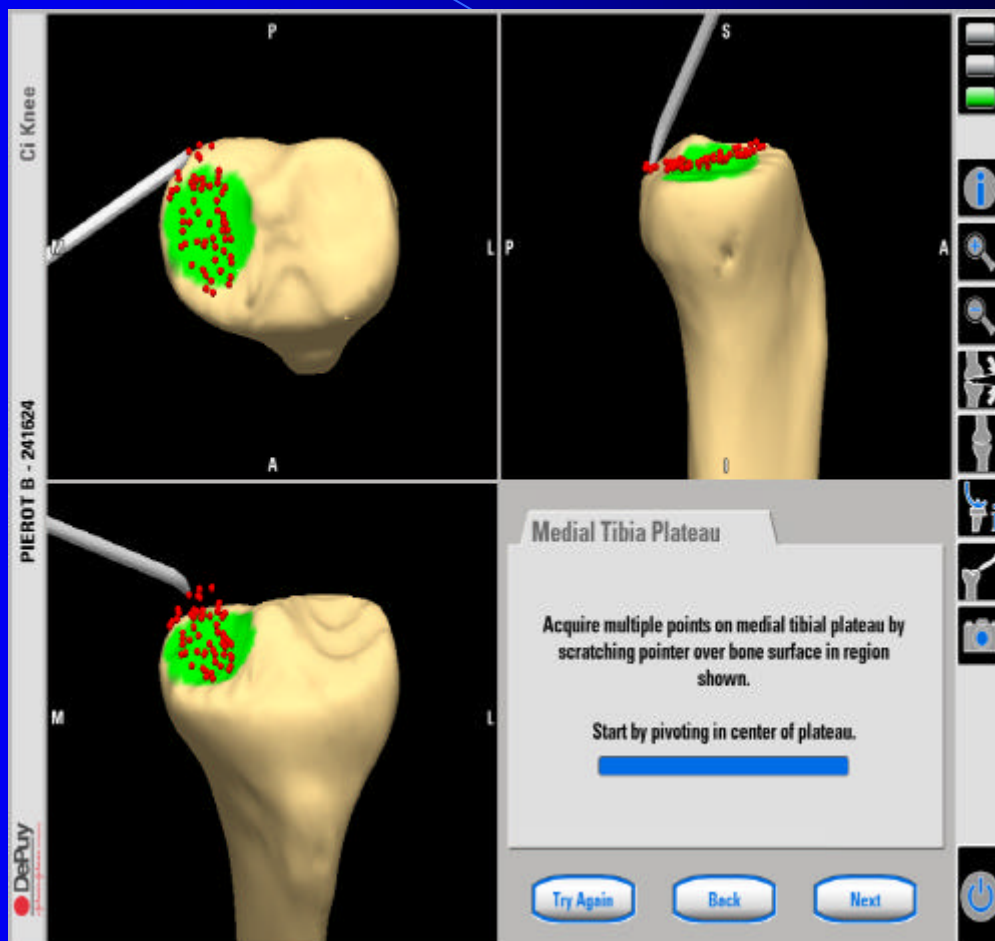 Ci Knee
PIEROT B - 241624
DePuy
P
M
L
A
S
P
A
I
M
L
Medial Tibia Plateau
Acquire multiple points on medial tibial plateau by
scratching pointer over bone surface in region
shown.
Start by pivoting in center of plateau.
Try Again
Back
Next